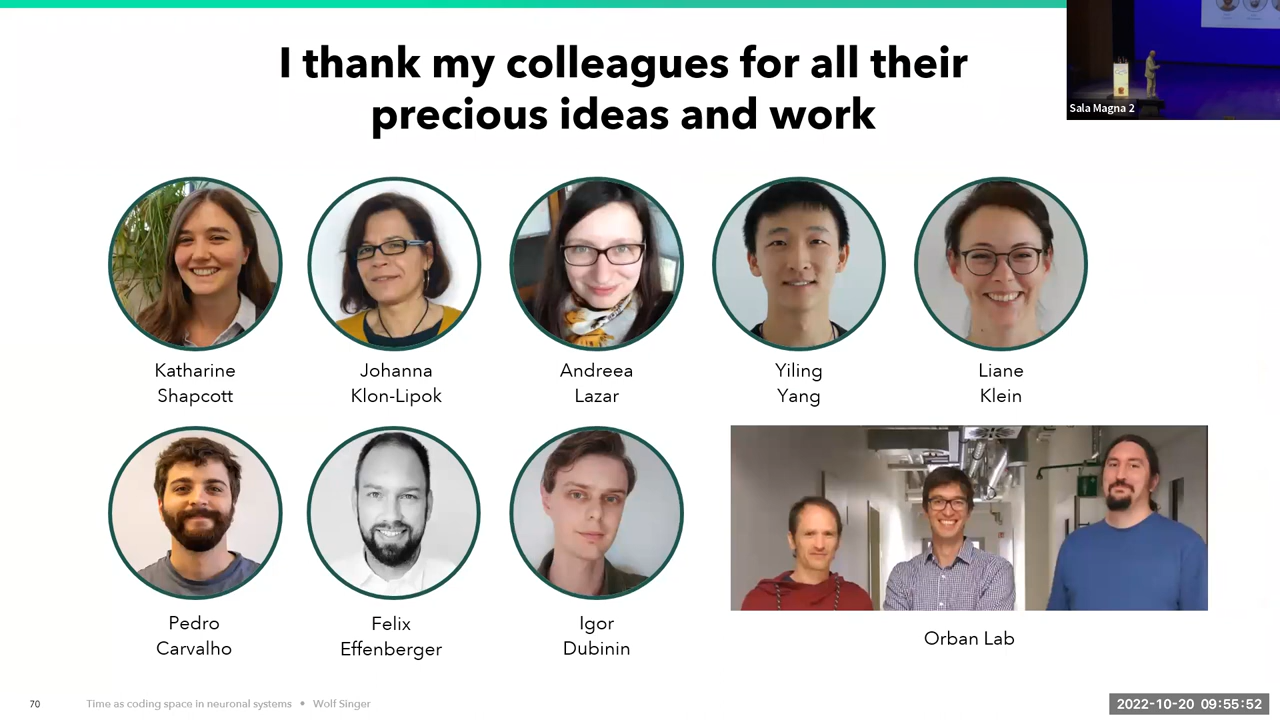 I thank my colleagues for all their
precious ideas and work
Sala Magna 2
Katharine
Shapcott
Johanna
Klon-Lipok
Andreea
Lazar
Yiling
Yang
Liane
Klein
Pedro
Carvalho
Felix
Effenberger
Igor
Dubinin
Orban Lab
70
Time as coding space in neuronal systems • Wolf Singer
2022-10-20 09:55:52